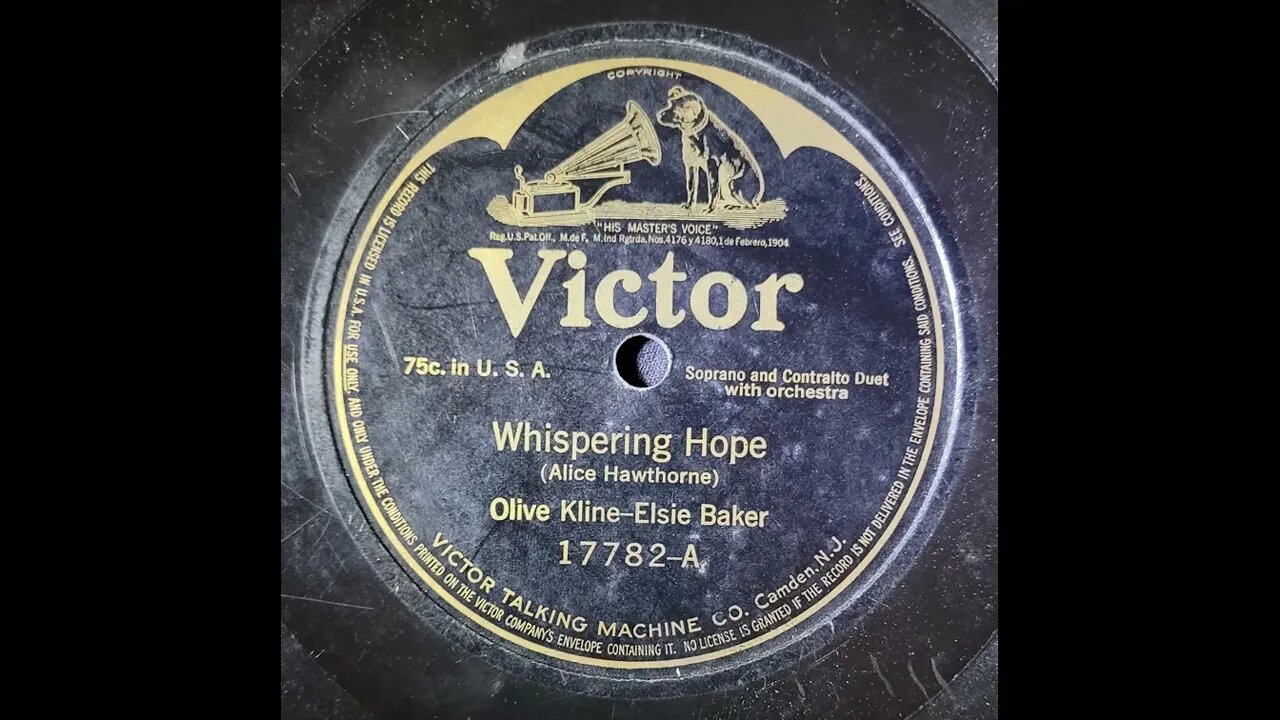 COPYRIGHT
"HIS MASTER'S VOICE"
Reg.U.S.Pat.Off., M.de F., M.Ind Rgtrda.Nos.4176 y 4180,1 de Febrero,1904
Victor
75c. in U. S. A.
Soprano and Contralto Duet
with orchestra
Whispering Hope
(Alice Hawthorne)
Olive Kline–Elsie Baker
17782–A
VICTOR TALKING MACHINE CO. Camden, N.J.
THIS RECORD IS LICENSED IN U.S.A. FOR USE ONLY, AND ONLY UNDER THE CONDITIONS PRINTED ON THE VICTOR COMPANY'S ENVELOPE CONTAINING IT. NO LICENSE IS GRANTED IF THE RECORD IS NOT DELIVERED IN THE ENVELOPE CONTAINING SAID CONDITIONS. SEE CONDITIONS.